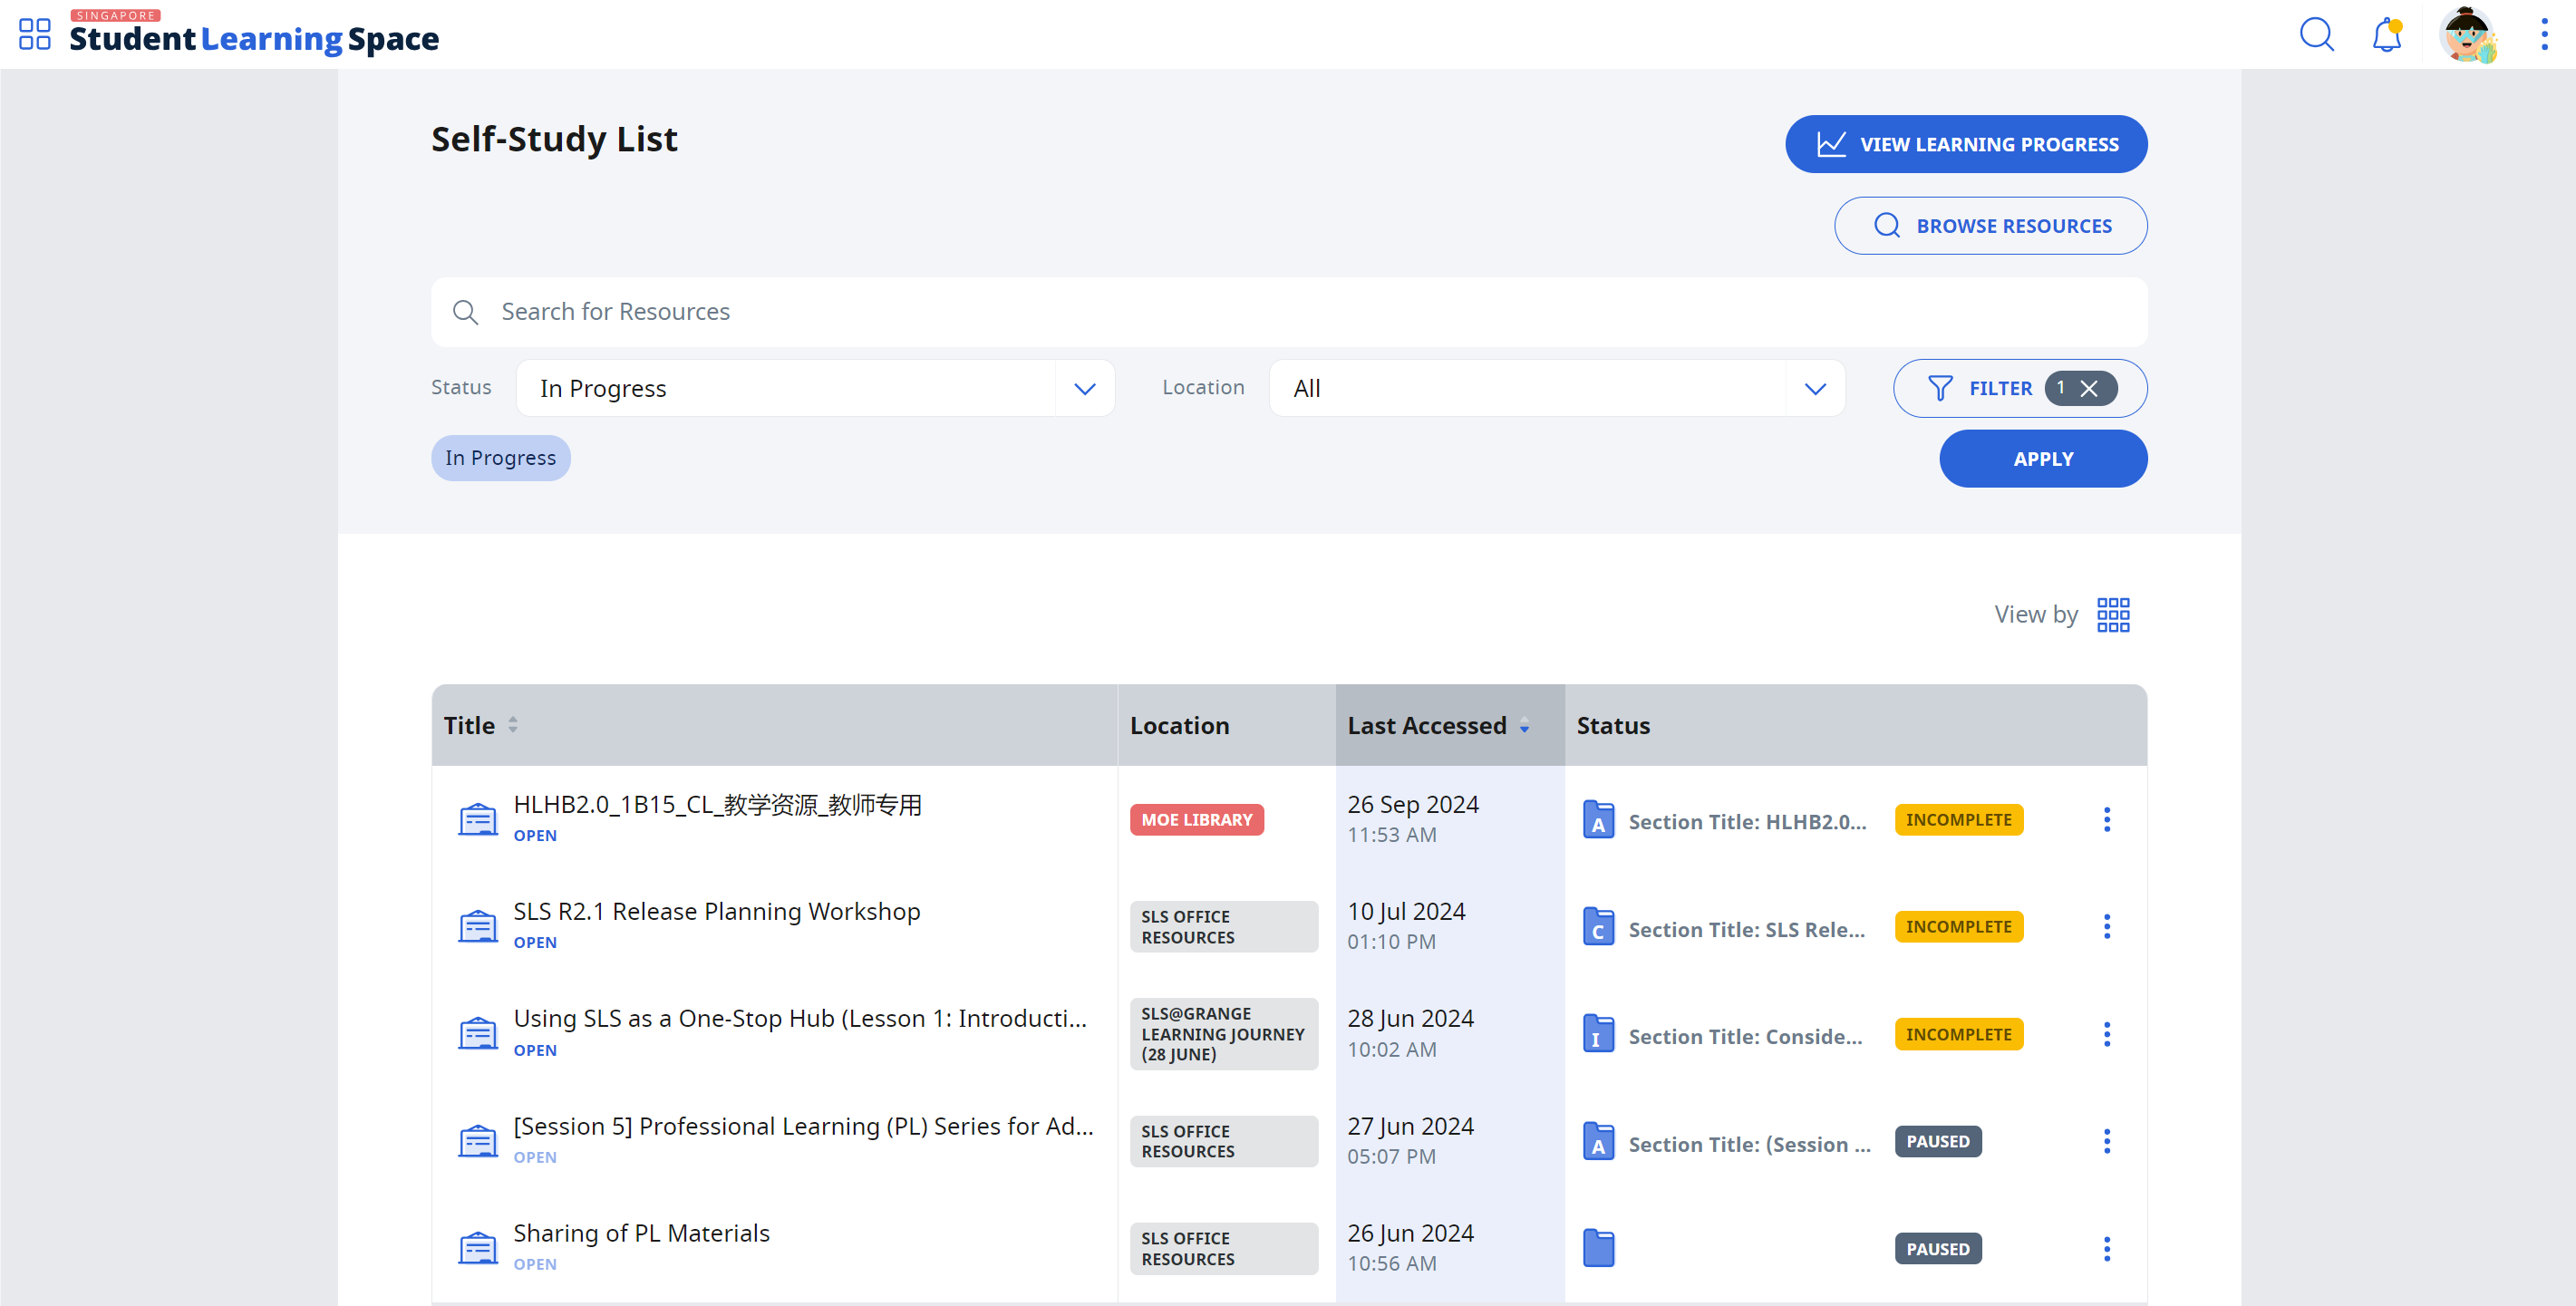 SINGAPORE
Student Learning Space
Self-Study List
VIEW LEARNING PROGRESS
BROWSE RESOURCES
Search for Resources
Status
In Progress
Location
All
FILTER 1
In Progress
APPLY
View by
Title
Location
Last Accessed
Status
HLHB2.0_1B15_CL_教学资源_教师专用
OPEN
MOE LIBRARY
26 Sep 2024
11:53 AM
A
Section Title: HLHB2.0...
INCOMPLETE
SLS R2.1 Release Planning Workshop
OPEN
SLS OFFICE
RESOURCES
10 Jul 2024
01:10 PM
C
Section Title: SLS Rele...
INCOMPLETE
Using SLS as a One-Stop Hub (Lesson 1: Introducti...
OPEN
SLS@GRANGE
LEARNING JOURNEY
(28 JUNE)
28 Jun 2024
10:02 AM
I
Section Title: Conside...
INCOMPLETE
[Session 5] Professional Learning (PL) Series for Ad...
OPEN
SLS OFFICE
RESOURCES
27 Jun 2024
05:07 PM
A
Section Title: (Session ...
PAUSED
Sharing of PL Materials
OPEN
SLS OFFICE
RESOURCES
26 Jun 2024
10:56 AM
PAUSED